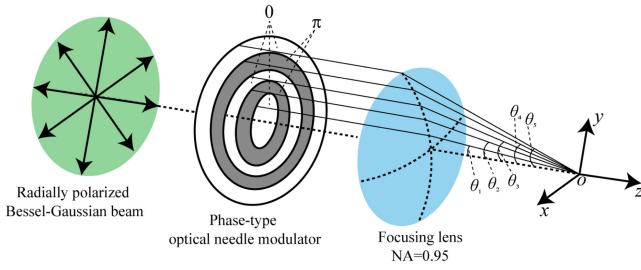 0
π
Radially polarized
Bessel-Gaussian beam
Phase-type
optical needle modulator
Focusing lens
NA=0.95
θ₁
θ₂
θ₃
θ₄
θ₅
y
x
o
z